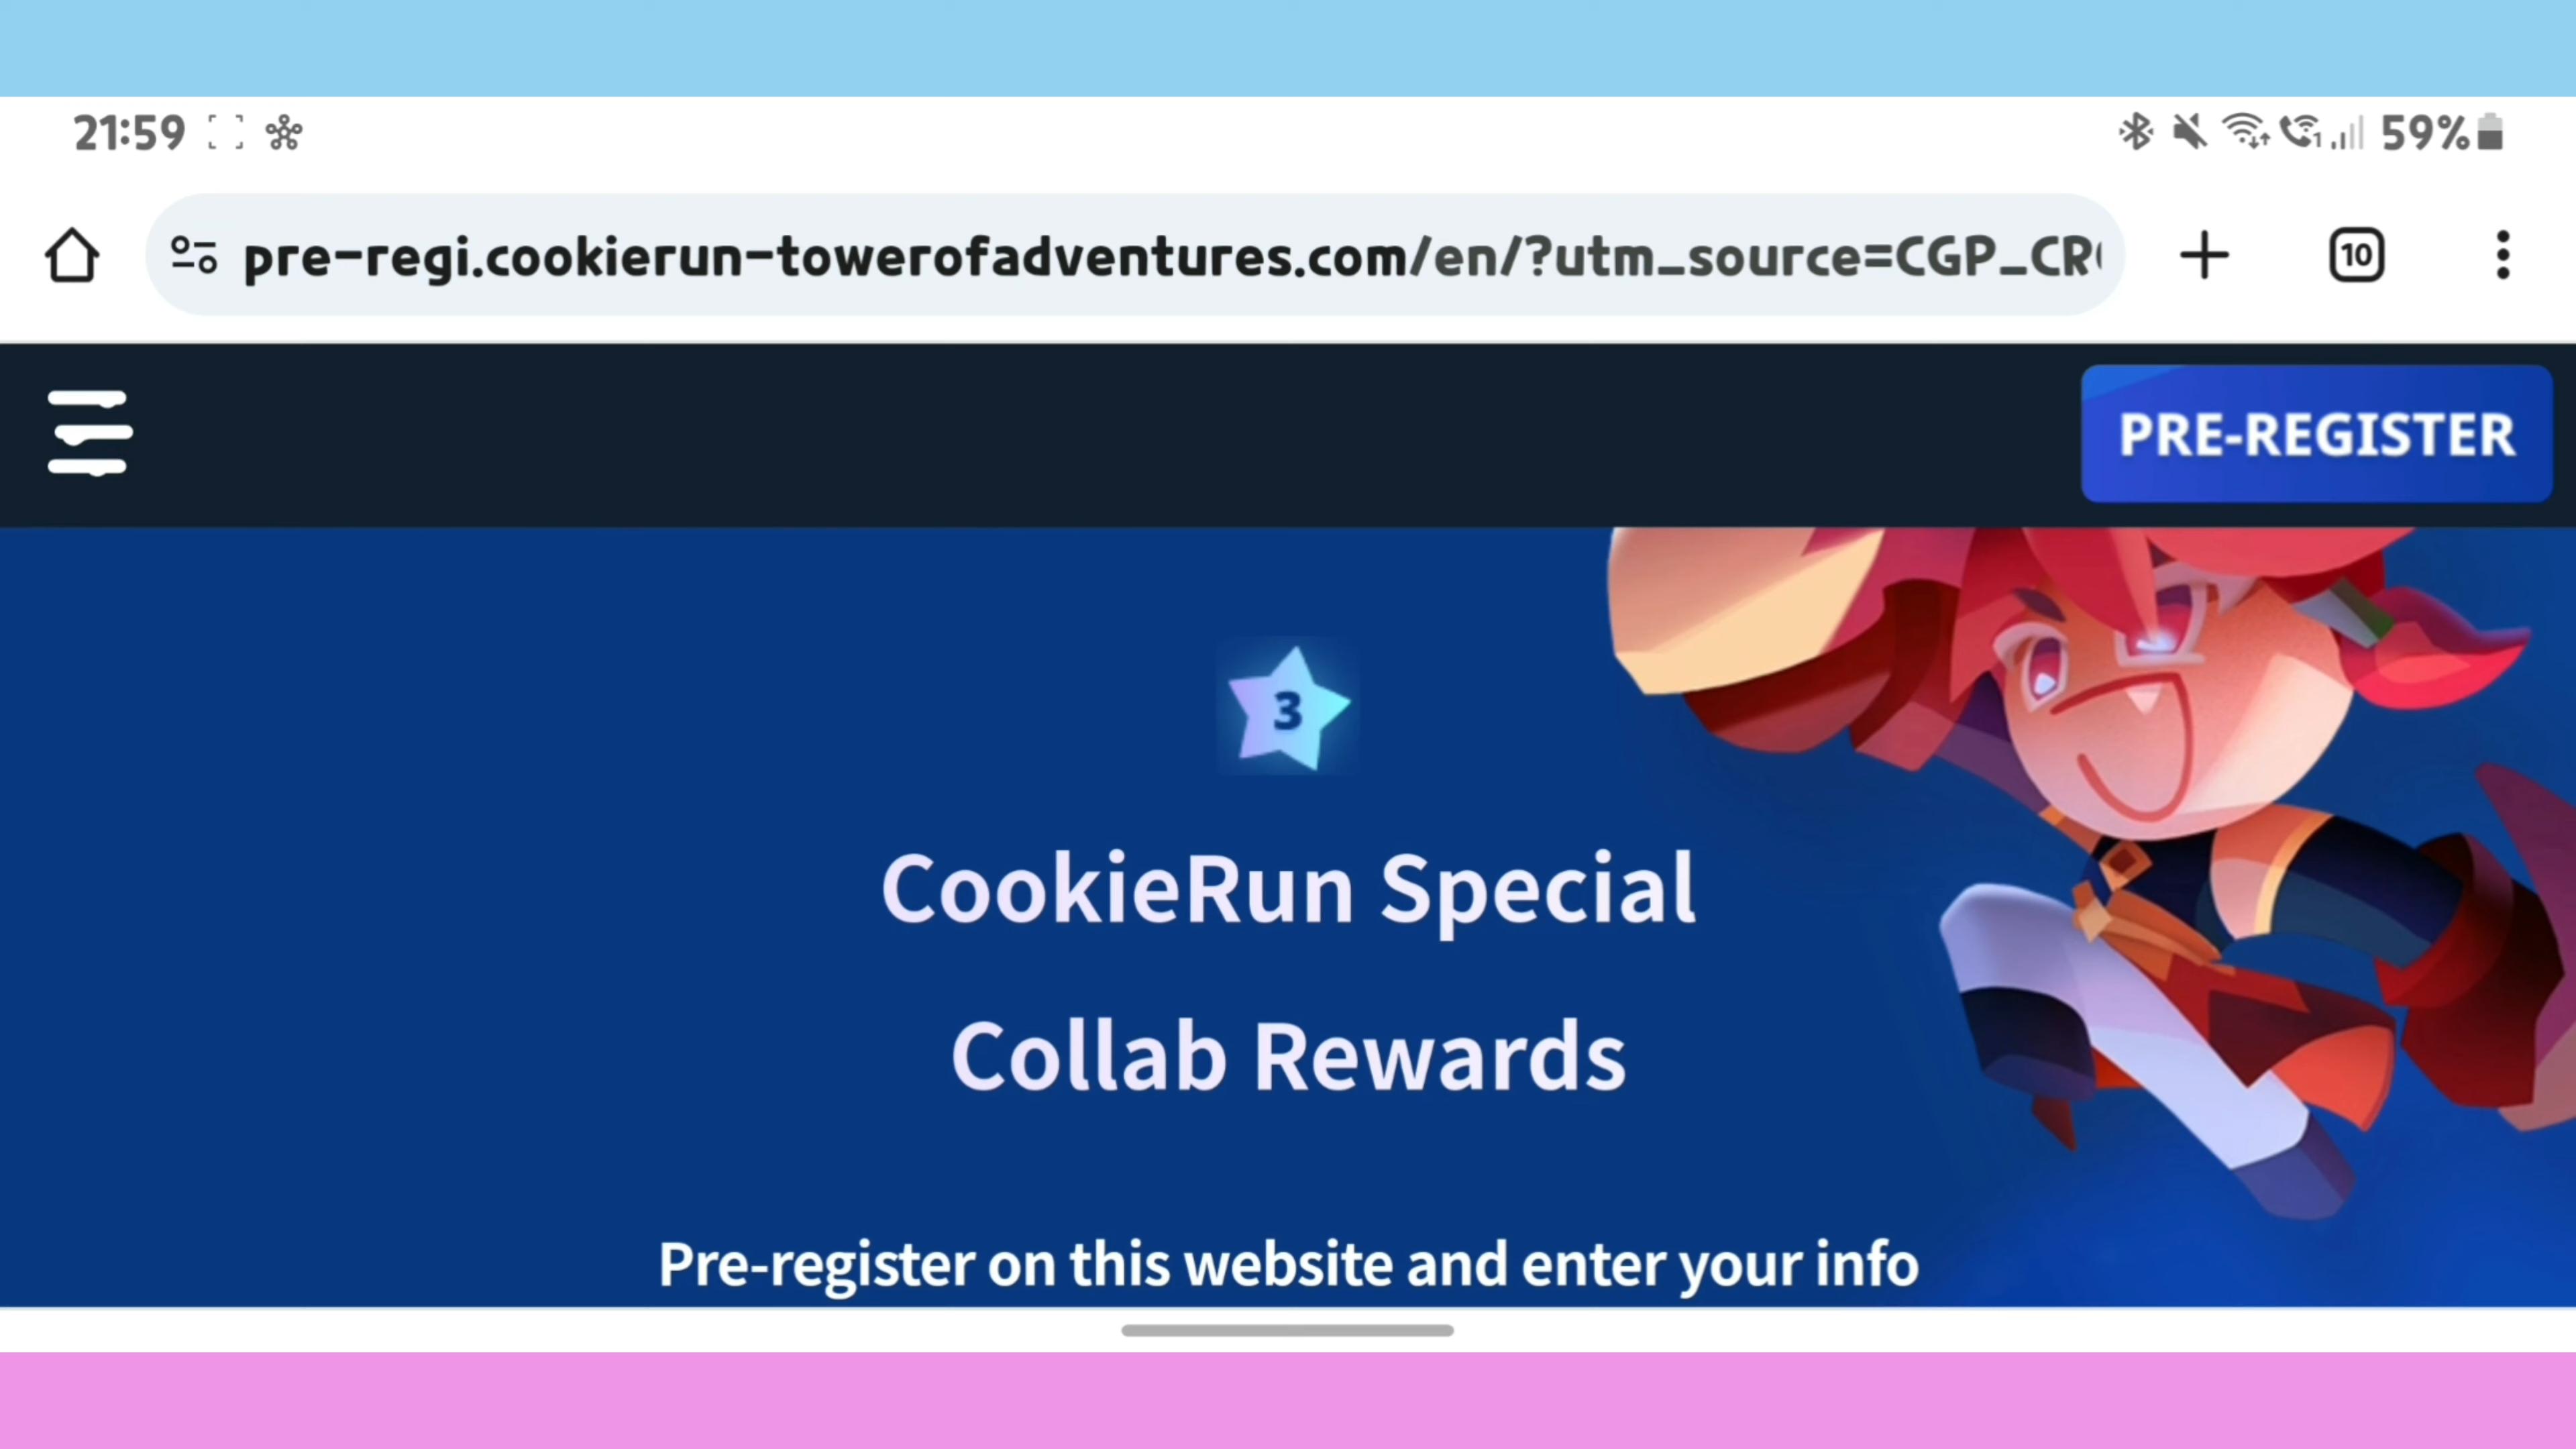 21:59
59%
pre-regi.cookierun-towerofadventures.com/en/?utm_source=CGP_CR
10
PRE-REGISTER
3
CookieRun Special
Collab Rewards
Pre-register on this website and enter your info